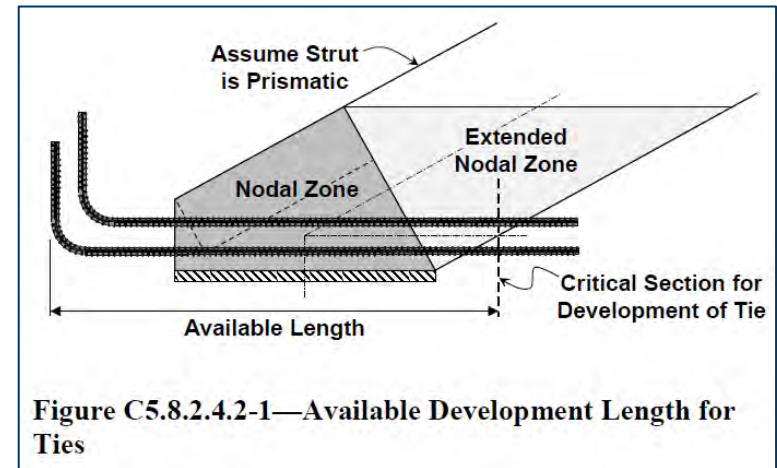 Assume Strut
is Prismatic
Extended
Nodal Zone
Nodal Zone
Critical Section for
Development of Tie
Available Length
Figure C5.8.2.4.2-1—Available Development Length for
Ties